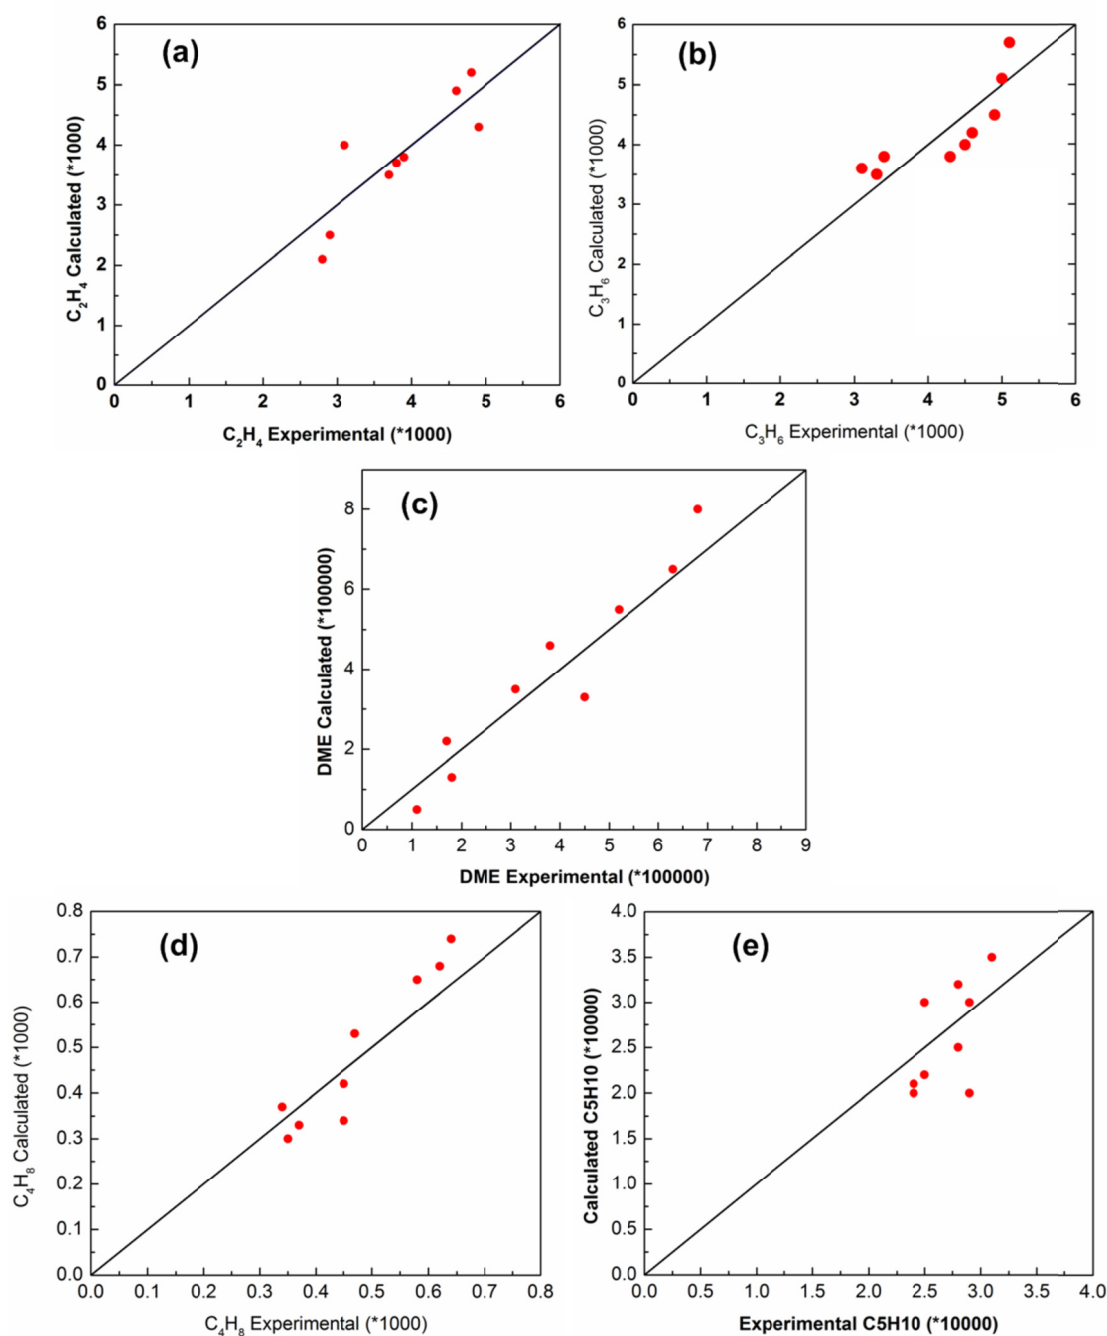 (a)
C2H4 Calculated (*1000)
6
5
4
3
2
1
0
0 1 2 3 4 5 6
C2H4 Experimental (*1000)
(b)
C3H6 Calculated (*1000)
6
5
4
3
2
1
0
0 1 2 3 4 5 6
C3H6 Experimental (*1000)
(c)
DME Calculated (*100000)
8
6
4
2
0
0 1 2 3 4 5 6 7 8 9
DME Experimental (*100000)
(d)
C4H8 Calculated (*1000)
0.8
0.7
0.6
0.5
0.4
0.3
0.2
0.1
0.0
0.0 0.1 0.2 0.3 0.4 0.5 0.6 0.7 0.8
C4H8 Experimental (*1000)
(e)
Calculated C5H10 (*10000)
4.0
3.5
3.0
2.5
2.0
1.5
1.0
0.5
0.0
0.0 0.5 1.0 1.5 2.0 2.5 3.0 3.5 4.0
Experimental C5H10 (*10000)